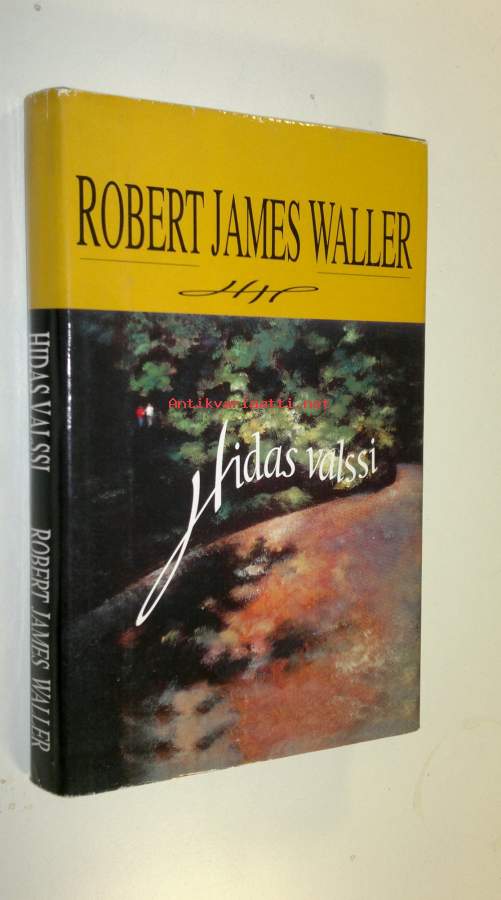 ROBERT JAMES WALLER
Antikvariaatti.net
Hidas valssi
HIDAS VALSSI ROBERT JAMES WALLER